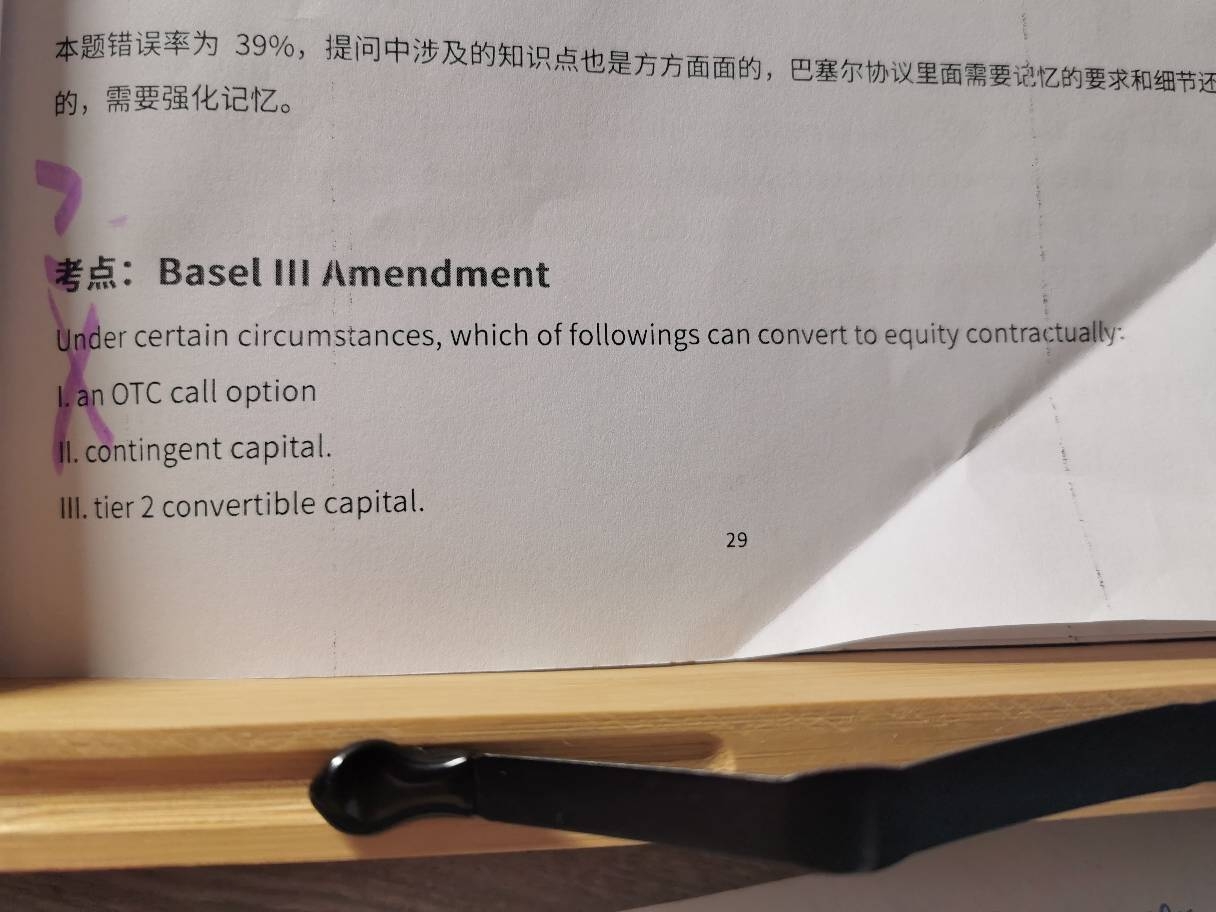 本题错误率为 39%，提问中涉及的知识点也是方方面面的，巴塞尔协议里面需要记忆的要求和细节还
的，需要强化记忆。
7.
考点：Basel III Amendment
Under certain circumstances, which of followings can convert to equity contractually:
I. an OTC call option
II. contingent capital.
III. tier 2 convertible capital.
29